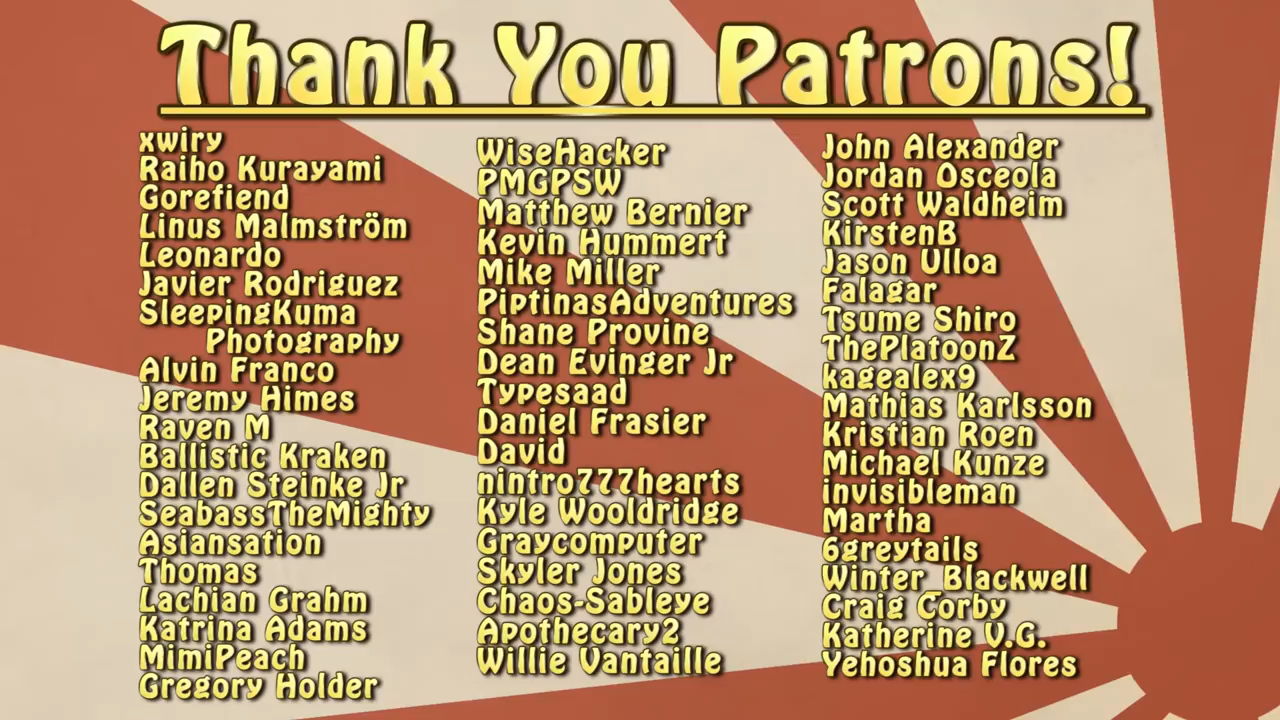 Thank You Patrons!
xwiry
Raiho Kurayami
Gorefiend
Linus Malmström
Leonardo
Javier Rodriguez
SleepingKuma
Photography
Alvin Franco
Jeremy Himes
Raven M
Ballistic Kraken
Dallen Steinke Jr
SeabassTheMighty
Asiansation
Thomas
Lachian Grahm
Katrina Adams
MimiPeach
Gregory Holder
WiseHacker
PMGPSW
Matthew Bernier
Kevin Hummert
Mike Miller
PiptinasAdventures
Shane Provine
Dean Evinger Jr
Typesaad
Daniel Frasier
David
nintro777hearts
Kyle Wooldridge
Graycomputer
Skyler Jones
Chaos-Sableye
Apothecary2
Willie Vantaille
John Alexander
Jordan Osceola
Scott Waldheim
KirstenB
Jason Ulloa
Falagar
Tsume Shiro
ThePlatoonZ
kagealex9
Mathias Karlsson
Kristian Roen
Michael Kunze
invisibleman
Martha
6greytails
Winter_Blackwell
Craig Corby
Katherine V.G.
Yehoshua Flores